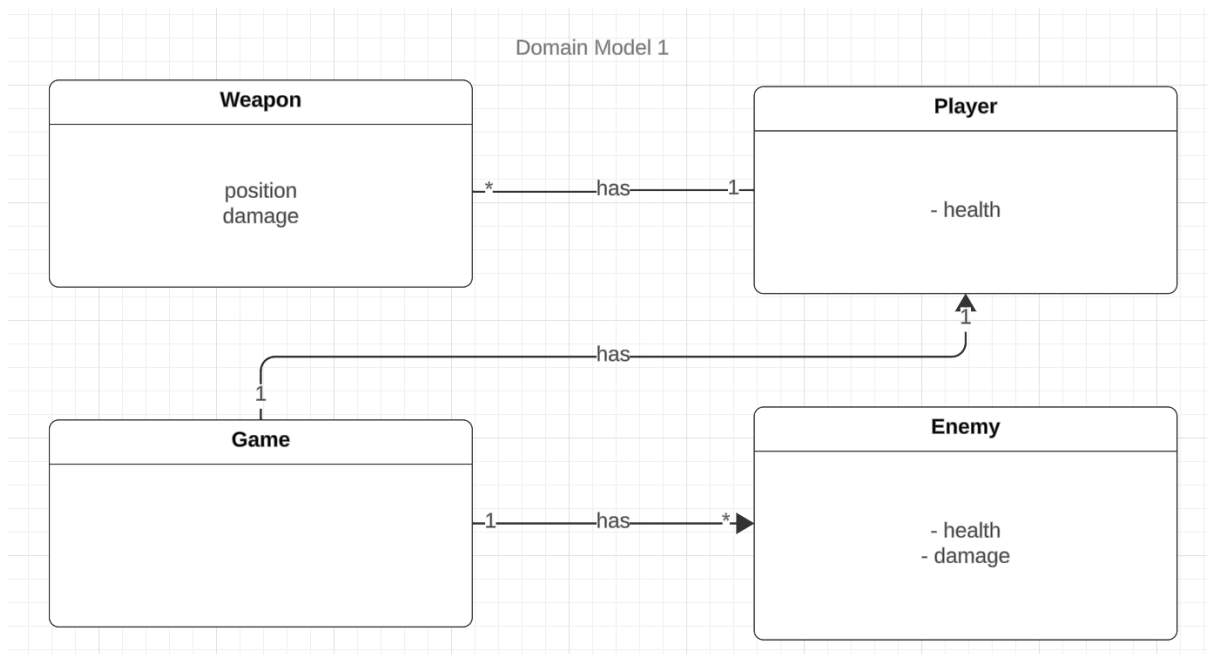 Domain Model 1
Weapon
position
damage
* has 1
Player
- health
1
has
1
Game
1 has *
Enemy
- health
- damage